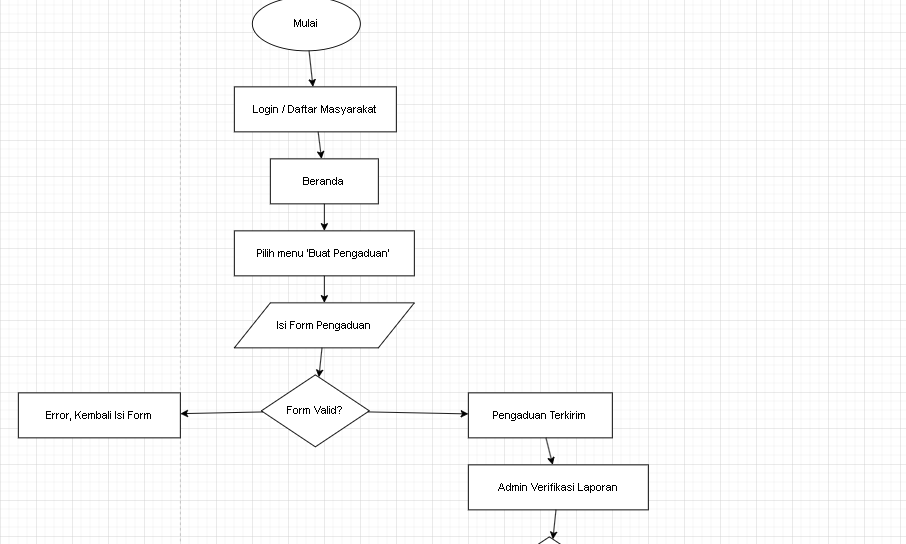 Mulai
Login / Daftar Masyarakat
Beranda
Pilih menu 'Buat Pengaduan'
Isi Form Pengaduan
Error, Kembali Isi Form
Form Valid?
Pengaduan Terkirim
Admin Verifikasi Laporan